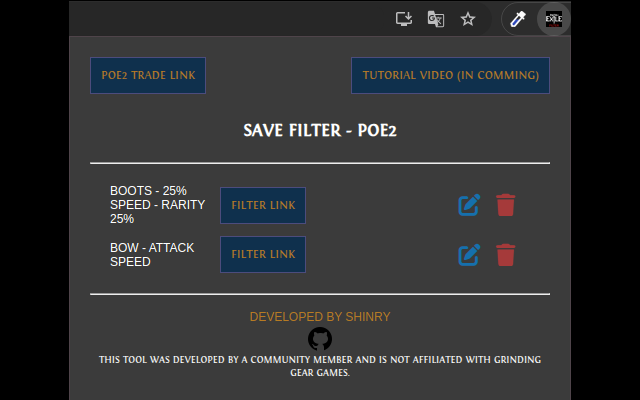 EXILE
POE2 TRADE LINK
TUTORIAL VIDEO (IN COMMING)
SAVE FILTER - POE2
BOOTS - 25%
SPEED - RARITY
25%
FILTER LINK
BOW - ATTACK
SPEED
FILTER LINK
DEVELOPED BY SHINRY
THIS TOOL WAS DEVELOPED BY A COMMUNITY MEMBER AND IS NOT AFFILIATED WITH GRINDING
GEAR GAMES.